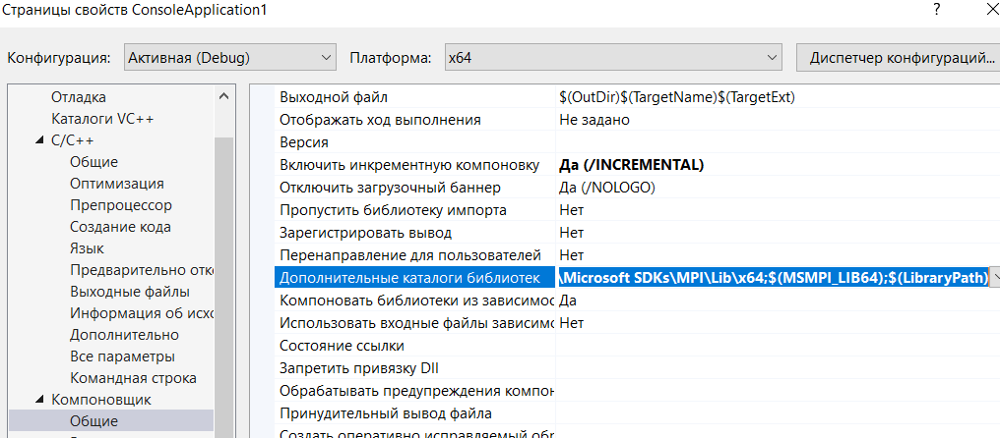 Страницы свойств ConsoleApplication1
Конфигурация: Активная (Debug) Платформа: x64 Диспетчер конфигураций...
Отладка
Каталоги VC++
C/C++
Общие
Оптимизация
Препроцессор
Создание кода
Язык
Предварительно отк
Выходные файлы
Информация об исхо
Дополнительно
Все параметры
Командная строка
Компоновщик
Общие
Выходной файл $(OutDir)$(TargetName)$(TargetExt)
Отображать ход выполнения Не задано
Версия
Включить инкрементную компоновку Да (/INCREMENTAL)
Отключить загрузочный баннер Да (/NOLOGO)
Пропустить библиотеку импорта Нет
Зарегистрировать вывод Нет
Перенаправление для пользователей Нет
Дополнительные каталоги библиотек \Microsoft SDKs\MPI\Lib\x64;$(MSMPI_LIB64);$(LibraryPath)
Компоновать библиотеки из зависимос Да
Использовать входные файлы зависимо Нет
Состояние ссылки
Запретить привязку Dll
Обрабатывать предупреждения компон
Принудительный вывод файла
Создать оперативно исправляемый обр